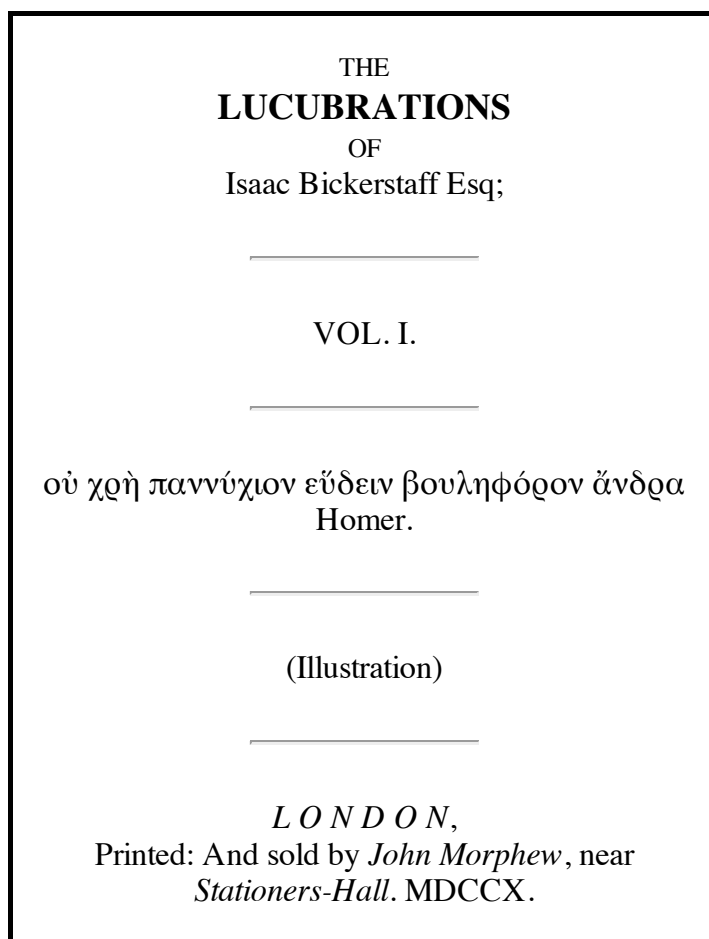 THE
LUCUBRATIONS
OF
Isaac Bickerstaff Esq;
VOL. I.
οὐ χρὴ παννύχιον εὕδειν βουληφόρον ἄνδρα
Homer.
(Illustration)
L O N D O N,
Printed: And sold by John Morphew, near
Stationers-Hall. MDCCX.